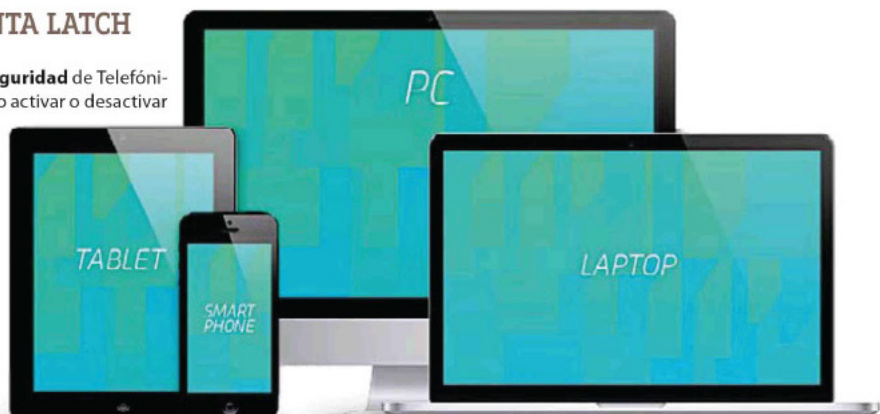 NTA LATCH
guridad de Telefóni-
o activar o desactivar
PC
TABLET
SMART
PHONE
LAPTOP